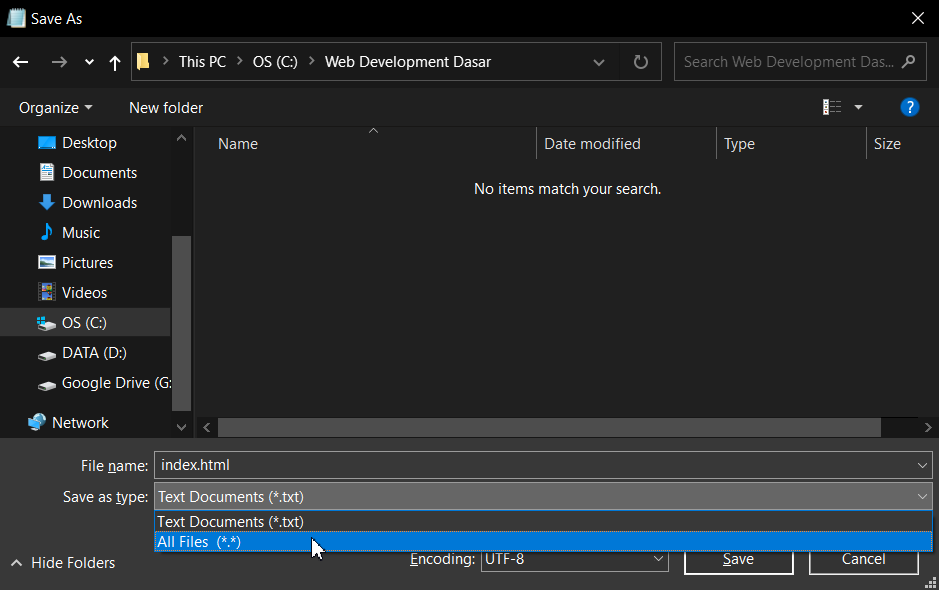 Save As
This PC > OS (C:) > Web Development Dasar
Search Web Development Das...
Organize
New folder
?
Desktop
Documents
Downloads
Music
Pictures
Videos
OS (C:)
DATA (D:)
Google Drive (G:
Network
Name
Date modified
Type
Size
No items match your search.
File name: index.html
Save as type: Text Documents (*.txt)
Text Documents (*.txt)
All Files (*.*)
Hide Folders
Encoding: UTF-8
Save
Cancel